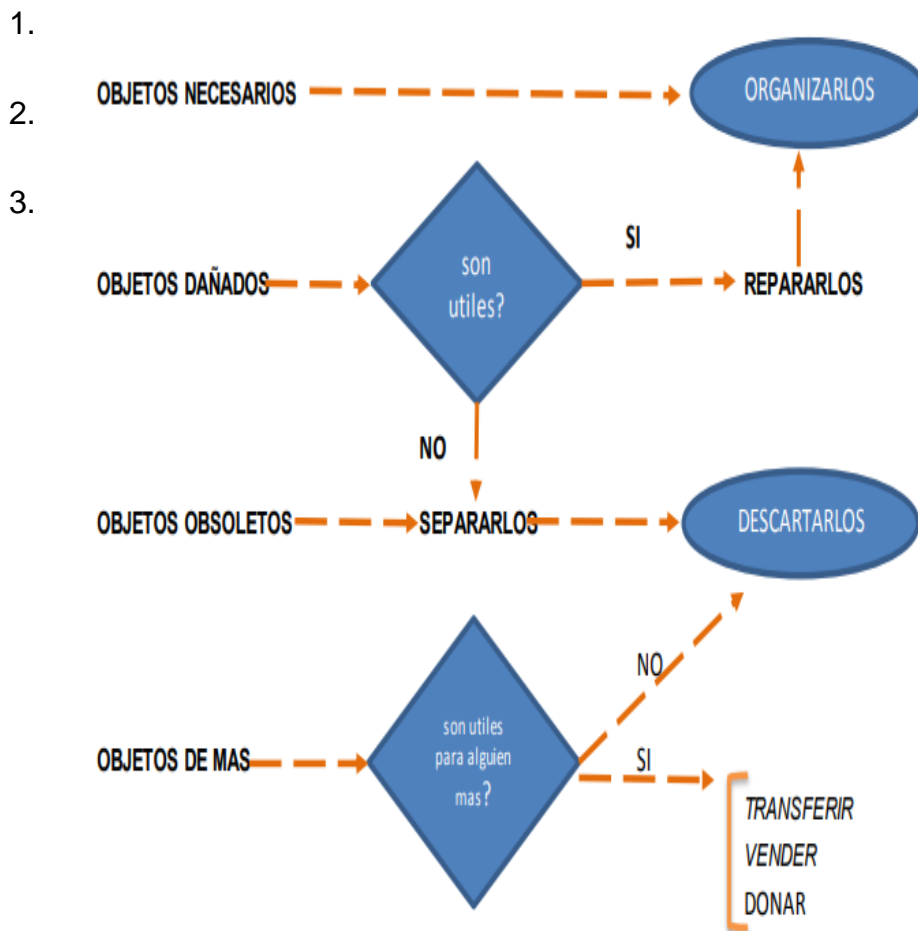 1.
OBJETOS NECESARIOS
ORGANIZARLOS
2.
3.
SI
OBJETOS DAÑADOS
son
utiles?
REPARARLOS
NO
OBJETOS OBSOLETOS
SEPARARLOS
DESCARTARLOS
NO
OBJETOS DE MAS
son utiles
para alguien
mas?
SI
TRANSFERIR
VENDER
DONAR